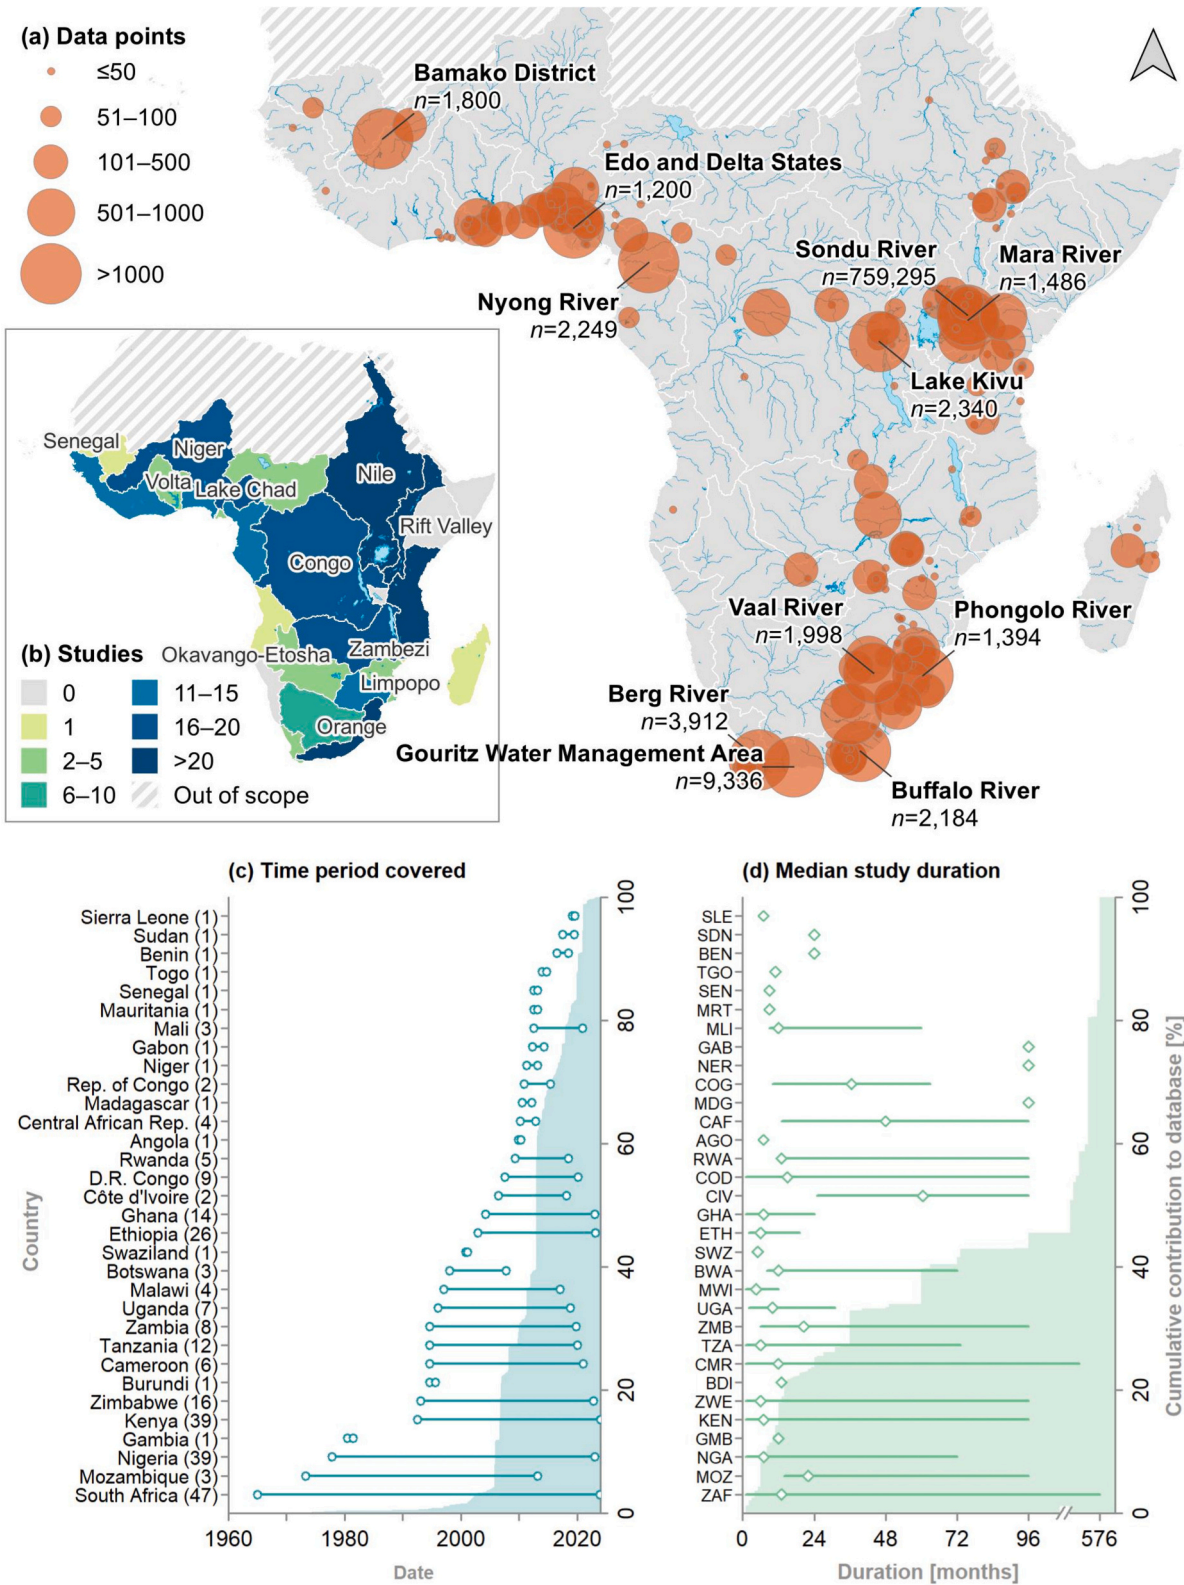 (a) Data points
≤50
51–100
101–500
501–1000
>1000
Bamako District
n=1,800
Edo and Delta States
n=1,200
Nyong River
n=2,249
Sondu River
n=759,295
Mara River
n=1,486
Lake Kivu
n=2,340
Vaal River
n=1,998
Phongolo River
n=1,394
Berg River
n=3,912
Gouritz Water Management Area
n=9,336
Buffalo River
n=2,184
Senegal
Niger
Volta
Lake Chad
Nile
Rift Valley
Congo
Okavango-Etosha
Zambezi
Limpopo
Orange
(b) Studies
0
1
2–5
6–10
11–15
16–20
>20
Out of scope
(c) Time period covered
Country
Sierra Leone (1)
Sudan (1)
Benin (1)
Togo (1)
Senegal (1)
Mauritania (1)
Mali (3)
Gabon (1)
Niger (1)
Rep. of Congo (2)
Madagascar (1)
Central African Rep. (4)
Angola (1)
Rwanda (5)
D.R. Congo (9)
Côte d'Ivoire (2)
Ghana (14)
Ethiopia (26)
Swaziland (1)
Botswana (3)
Malawi (4)
Uganda (7)
Zambia (8)
Tanzania (12)
Cameroon (6)
Burundi (1)
Zimbabwe (16)
Kenya (39)
Gambia (1)
Nigeria (39)
Mozambique (3)
South Africa (47)
1960 1980 2000 2020
Date
100
80
60
40
20
0
(d) Median study duration
SLE
SDN
BEN
TGO
SEN
MRT
MLI
GAB
NER
COG
MDG
CAF
AGO
RWA
COD
CIV
GHA
ETH
SWZ
BWA
MWI
UGA
ZMB
TZA
CMR
BDI
ZWE
KEN
GMB
NGA
MOZ
ZAF
0 24 48 72 96 576
Duration [months]
100
80
60
40
20
0
Cumulative contribution to database [%]